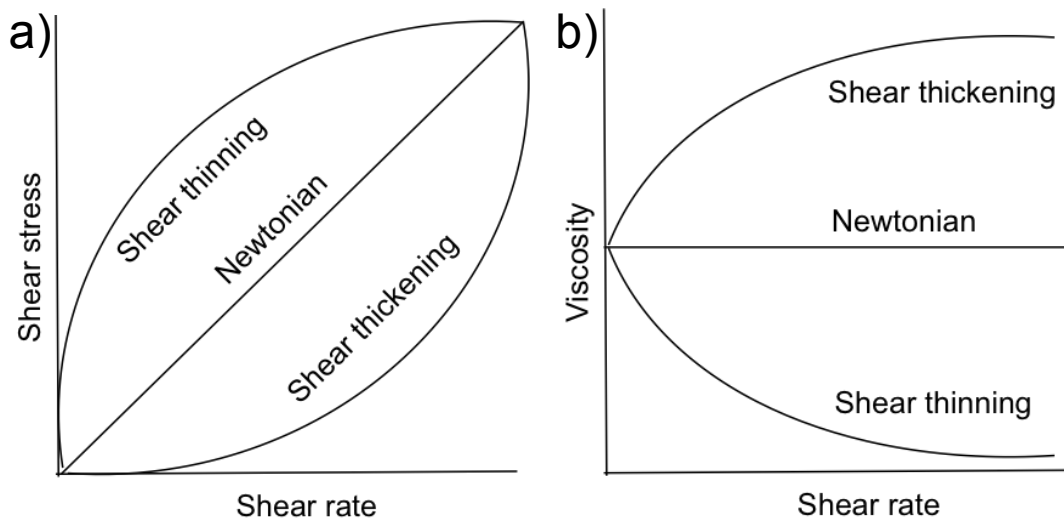 a)
Shear stress
Shear thinning
Newtonian
Shear thickening
Shear rate
b)
Viscosity
Shear thickening
Newtonian
Shear thinning
Shear rate